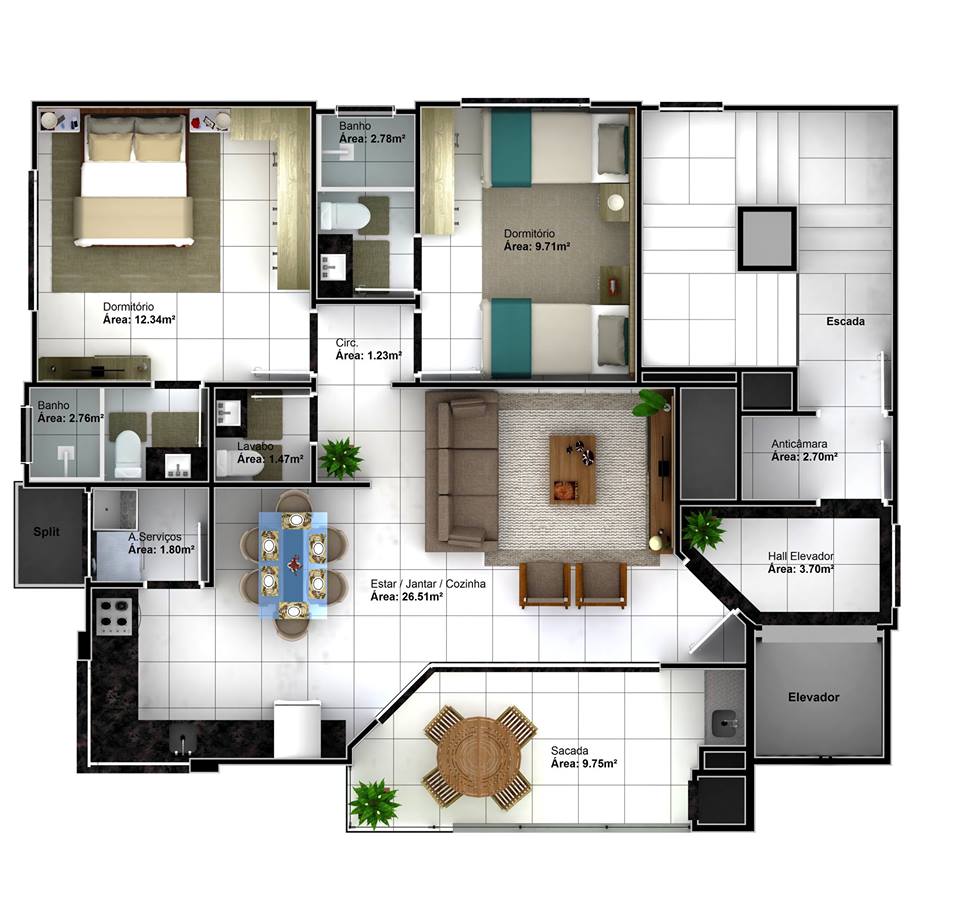 Banho
Área: 2.78m²
Dormitório
Área: 9.71m²
Dormitório
Área: 12.34m²
Escada
Circ.
Área: 1.23m²
Banho
Área: 2.76m²
Lavabo
Área: 1.47m²
Anticâmara
Área: 2.70m²
Split
A.Serviços
Área: 1.80m²
Hall Elevador
Área: 3.70m²
Estar / Jantar / Cozinha
Área: 26.51m²
Elevador
Sacada
Área: 9.75m²